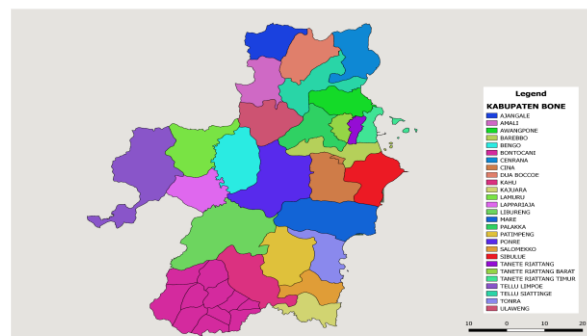 Legend
KABUPATEN BONE
AJANGALE
AMALI
AWANGPONE
BAREBBO
BENGO
BONTOCANI
CENRANA
CINA
DUA BOCCOE
KAHU
KAJUARA
LAMURU
LAPPARIAJA
LIBURENG
MARE
PALAKKA
PATIMPENG
PONRE
SALOMEKKO
SIBULUE
TANETE RIATTANG
TANETE RIATTANG BARAT
TANETE RIATTANG TIMUR
TELLU LIMPOE
TELLU SIATTINGE
TONRA
ULAWENG
10 0 10 20